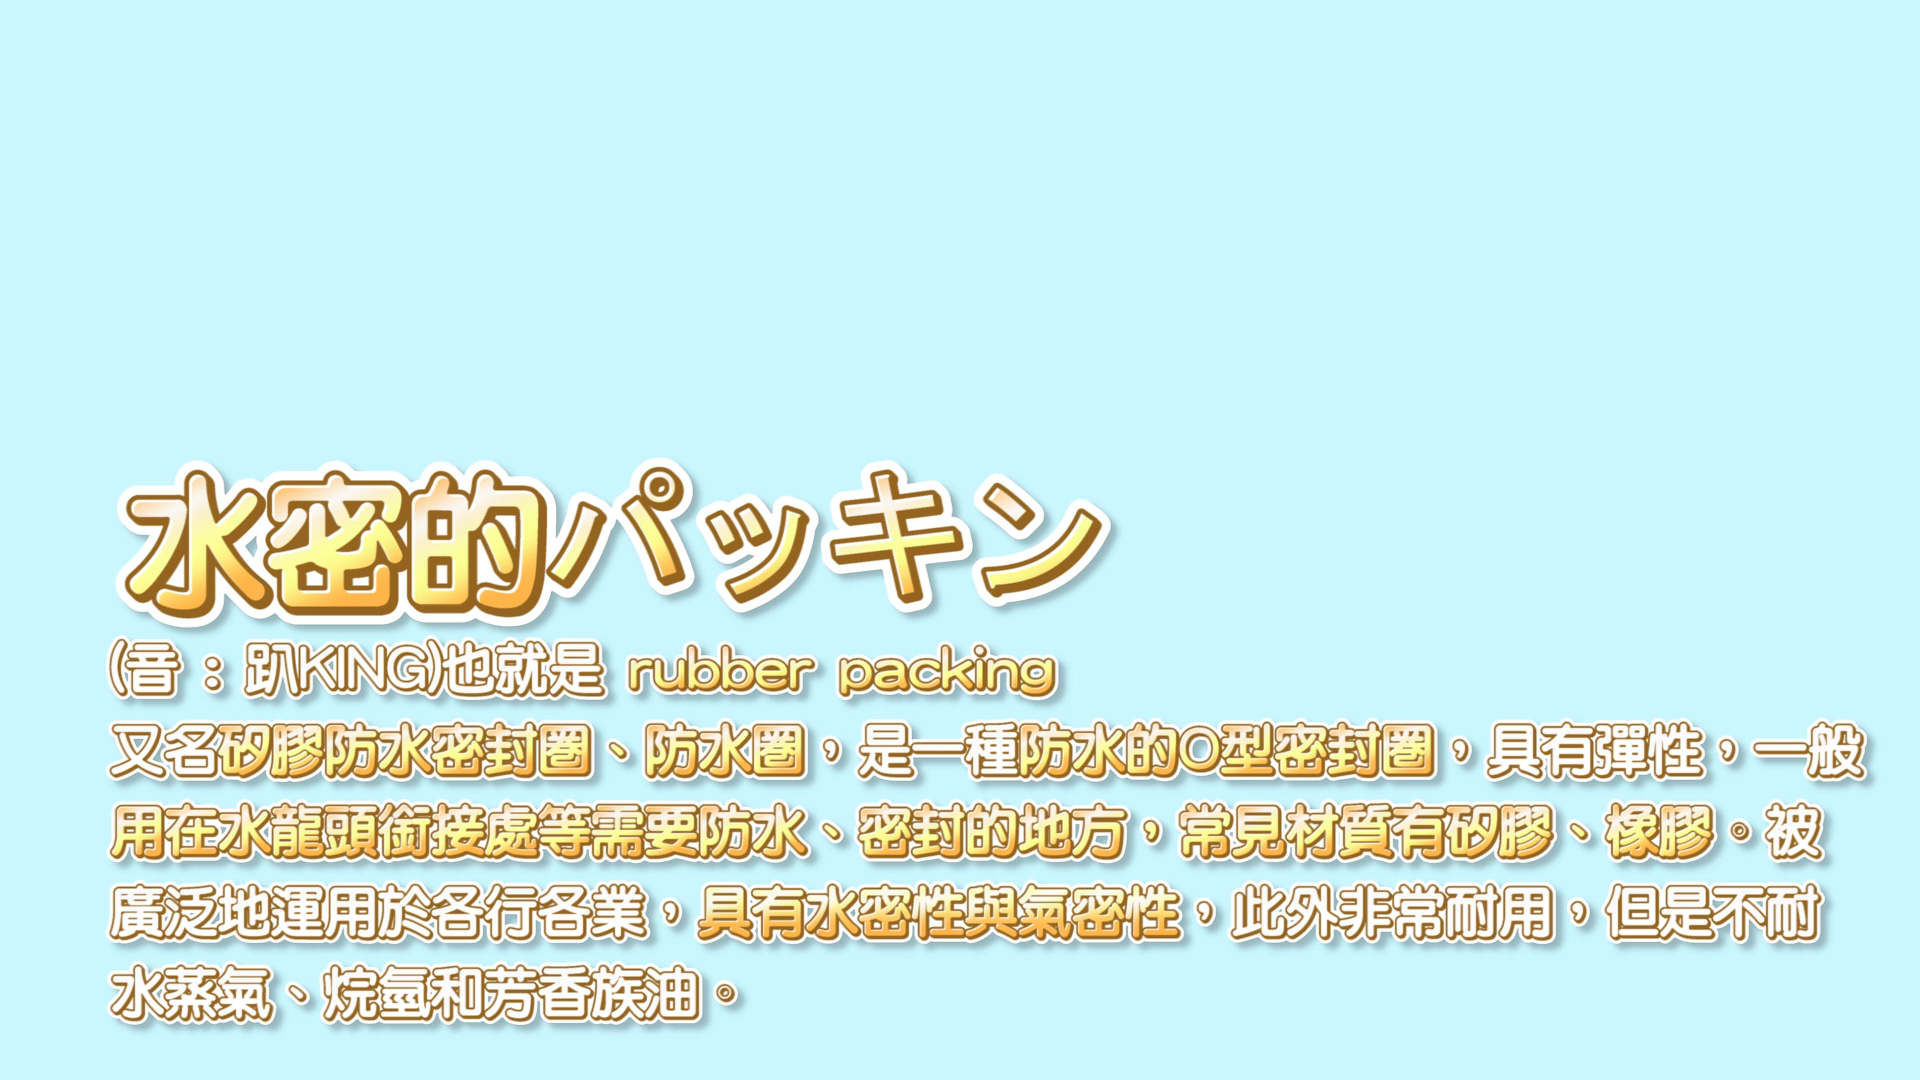 水密的パッキン
(音：趴KING)也就是 rubber packing
又名矽膠防水密封圈、防水圈，是一種防水的O型密封圈，具有彈性，一般
用在水龍頭銜接處等需要防水、密封的地方，常見材質有矽膠、橡膠。被
廣泛地運用於各行各業，具有水密性與氣密性，此外非常耐用，但是不耐
水蒸氣、烷氫和芳香族油。